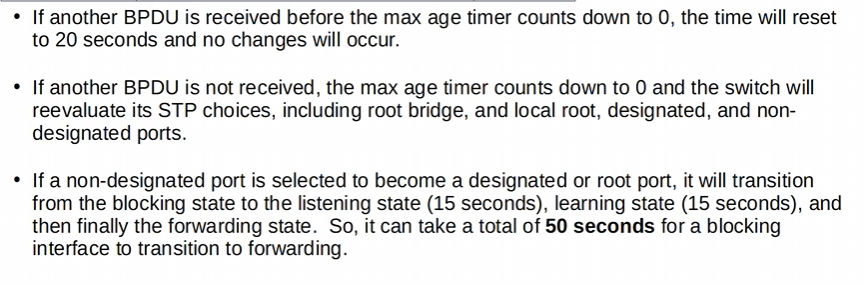 • If another BPDU is received before the max age timer counts down to 0, the time will reset
to 20 seconds and no changes will occur.
• If another BPDU is not received, the max age timer counts down to 0 and the switch will
reevaluate its STP choices, including root bridge, and local root, designated, and non-
designated ports.
• If a non-designated port is selected to become a designated or root port, it will transition
from the blocking state to the listening state (15 seconds), learning state (15 seconds), and
then finally the forwarding state.  So, it can take a total of 50 seconds for a blocking
interface to transition to forwarding.